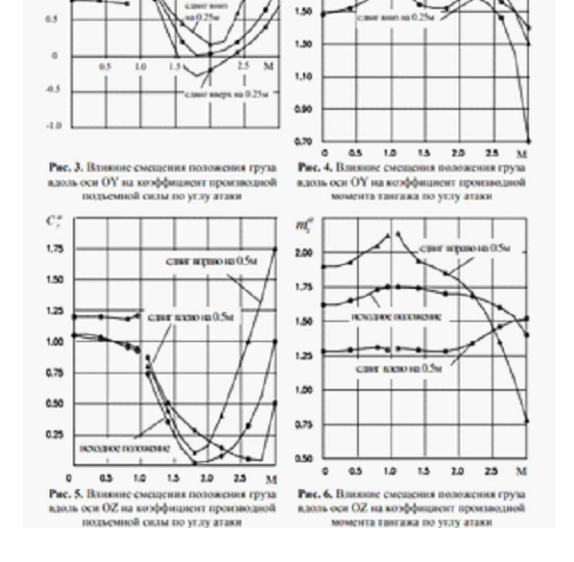 сдвиг вниз
на 0.25м
0.5
0
-0.5
-1.0
0.5 1.0 1.5 2.5 М
сдвиг вверх на 0.25м
1.50
1.30
1.10
0.90
0.70
сдвиг вниз на 0.25м
0 0.5 1.0 1.5 2.0 2.5 М
Рис. 3. Влияние смещения положения груза
вдоль оси OY на коэффициент производной
подъемной силы по углу атаки
Рис. 4. Влияние смещения положения груза
вдоль оси OY на коэффициент производной
момента тангажа по углу атаки
1,75
1.50
1.25
1.00
0.75
0.50
0.25
сдвиг вправо на 0.5м
сдвиг влево на 0.5м
исходное положение
0 0.5 1.0 1.5 2.0 2.5 М
2.00
1.75
1.50
1.25
1.00
0.75
0.50
сдвиг вправо на 0.5м
исходное положение
сдвиг влево на 0.5м
0 0.5 1.0 1.5 2.0 2.5 М
Рис. 5. Влияние смещения положения груза
вдоль оси OZ на коэффициент производной
подъемной силы по углу атаки
Рис. 6. Влияние смещения положения груза
вдоль оси OZ на коэффициент производной
момента тангажа по углу атаки